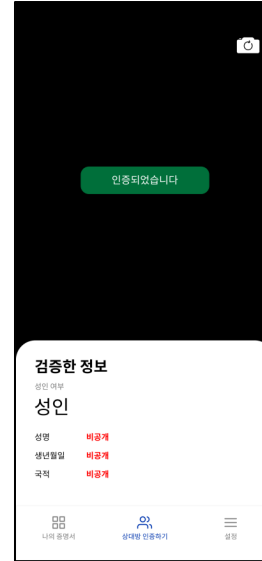 인증되었습니다
검증한 정보
성인 여부
성인
성명 비공개
생년월일 비공개
국적 비공개
나의 증명서 상대방 인증하기 설정